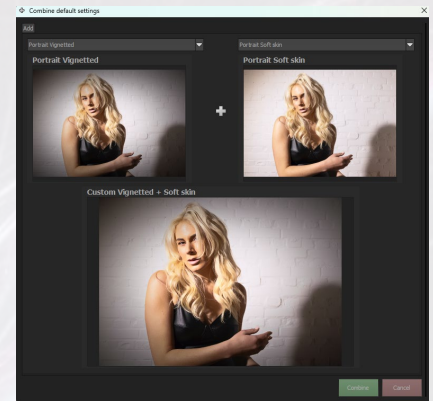 Combine default settings
Add
Portrait Vignetted
Portrait Soft skin
Portrait Vignetted
Portrait Soft skin
Custom Vignetted + Soft skin
Combine
Cancel